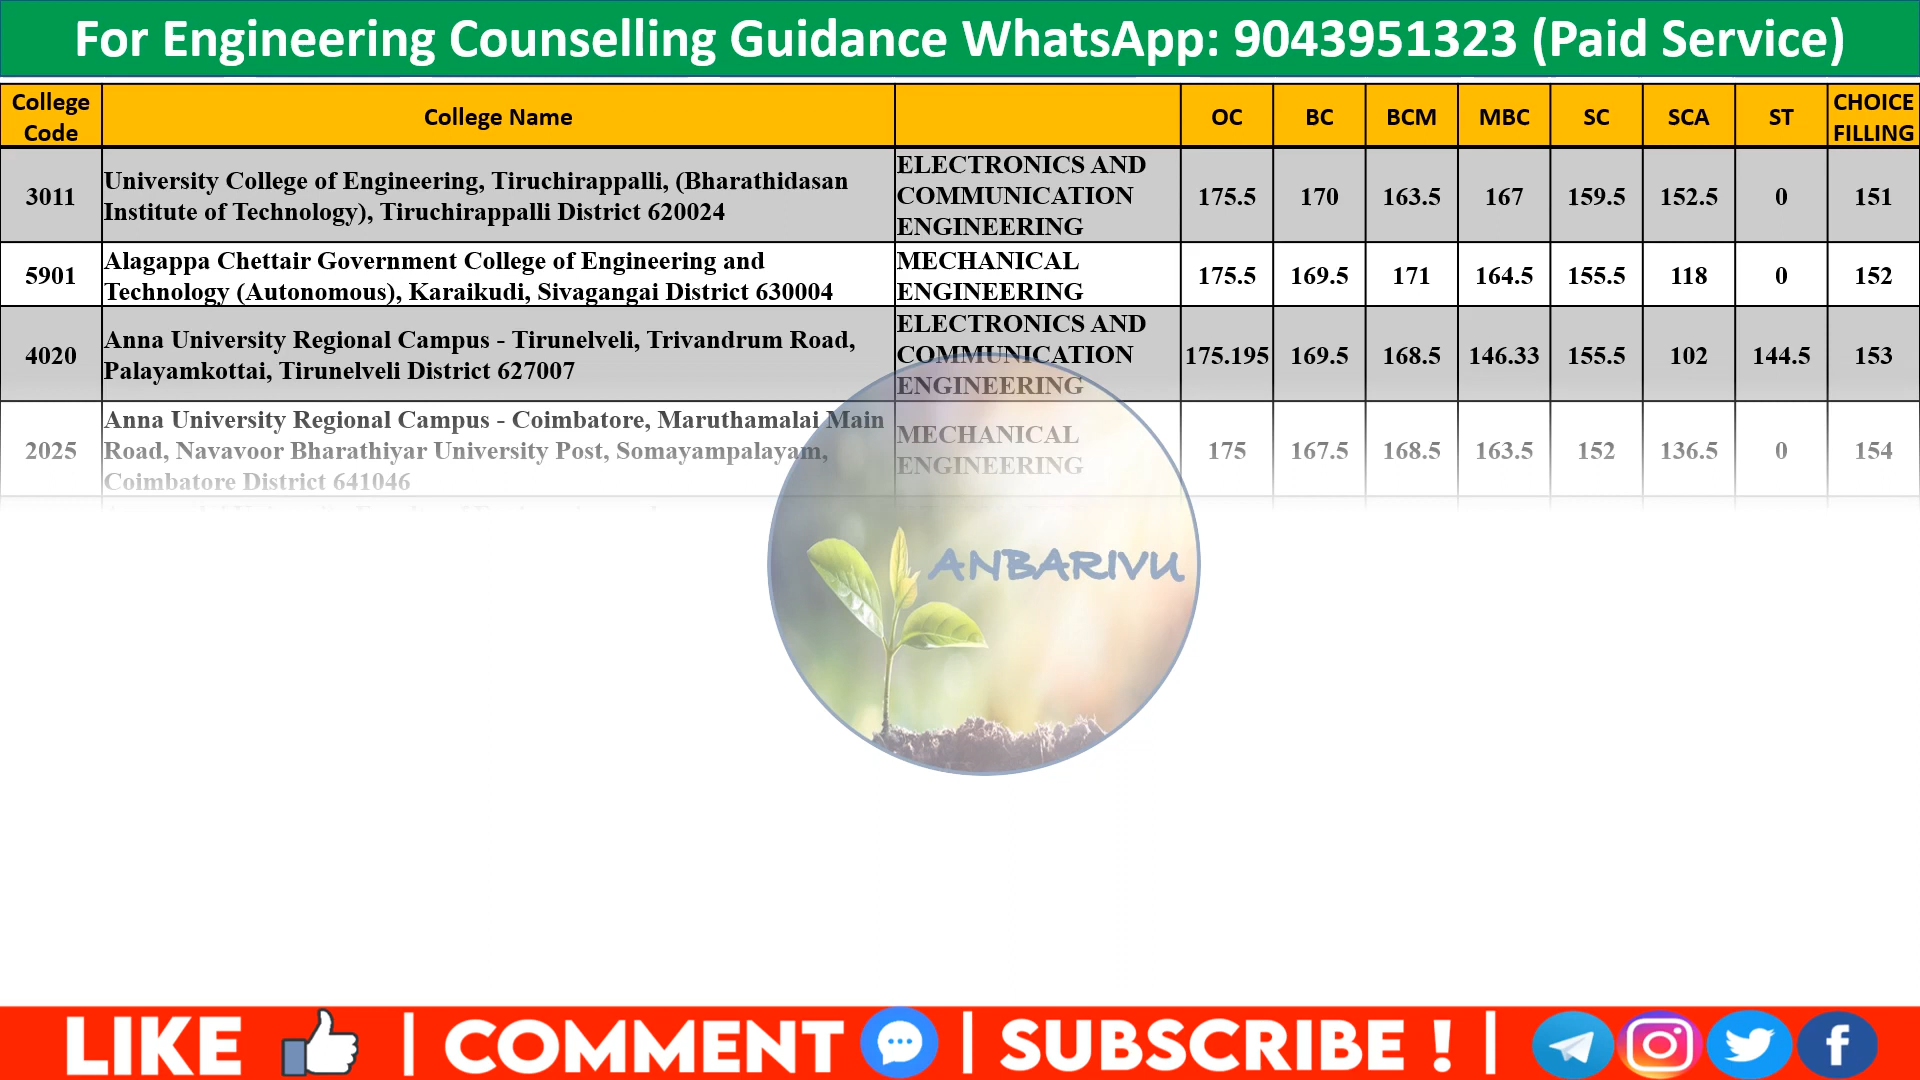 For Engineering Counselling Guidance WhatsApp: 9043951323 (Paid Service)
College Code College Name OC BC BCM MBC SC SCA ST CHOICE FILLING
3011 University College of Engineering, Tiruchirappalli, (Bharathidasan
Institute of Technology), Tiruchirappalli District 620024
ELECTRONICS AND
COMMUNICATION
ENGINEERING
175.5 170 163.5 167 159.5 152.5 0 151
5901 Alagappa Chettair Government College of Engineering and
Technology (Autonomous), Karaikudi, Sivagangai District 630004
MECHANICAL
ENGINEERING
175.5 169.5 171 164.5 155.5 118 0 152
4020 Anna University Regional Campus - Tirunelveli, Trivandrum Road,
Palayamkottai, Tirunelveli District 627007
ELECTRONICS AND
COMMUNICATION
ENGINEERING
175.195 169.5 168.5 146.33 155.5 102 144.5 153
2025 Anna University Regional Campus - Coimbatore, Maruthamalai Main
Road, Navavoor Bharathiyar University Post, Somayampalayam,
Coimbatore District 641046
MECHANICAL
ENGINEERING
175 167.5 168.5 163.5 152 136.5 0 154
ANBARIVU
LIKE | COMMENT | SUBSCRIBE ! |